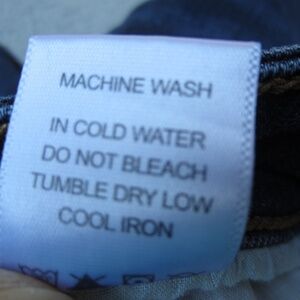 MACHINE WASH
IN COLD WATER
DO NOT BLEACH
TUMBLE DRY LOW
COOL IRON